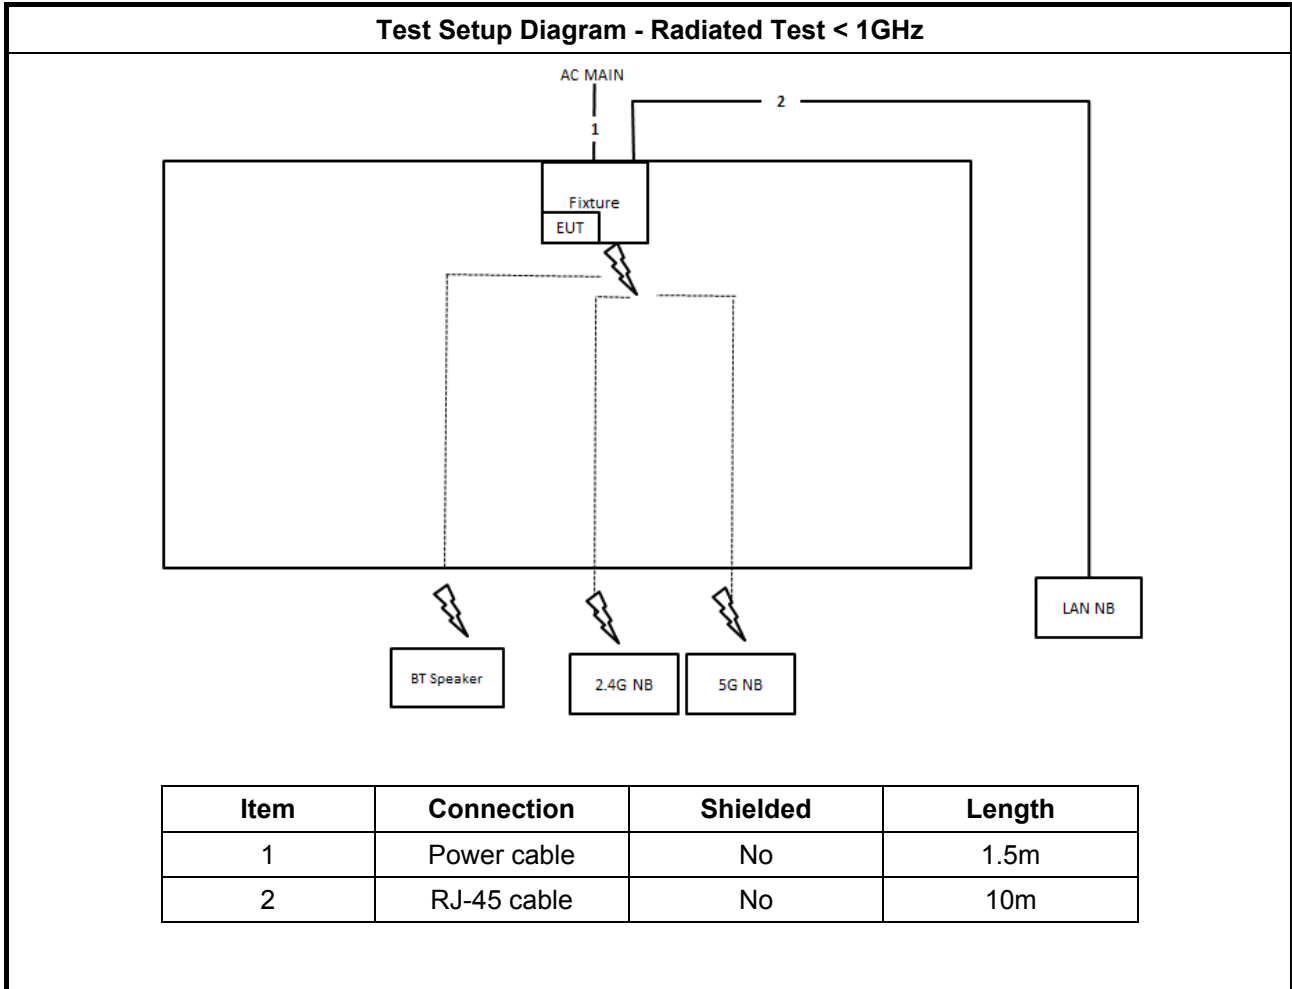 Test Setup Diagram - Radiated Test < 1GHz
AC MAIN
2
1
Fixture
EUT
LAN NB
BT Speaker
2.4G NB
5G NB
Item Connection Shielded Length
1 Power cable No 1.5m
2 RJ-45 cable No 10m